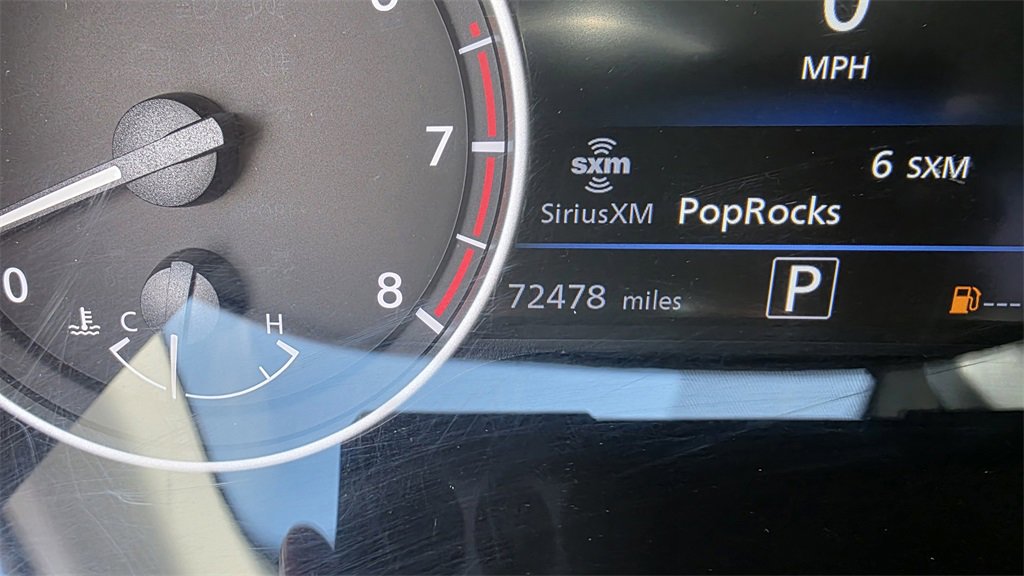 0
MPH
7
sxm
6 SXM
SiriusXM PopRocks
0
8
72478 miles
P
---
C
H